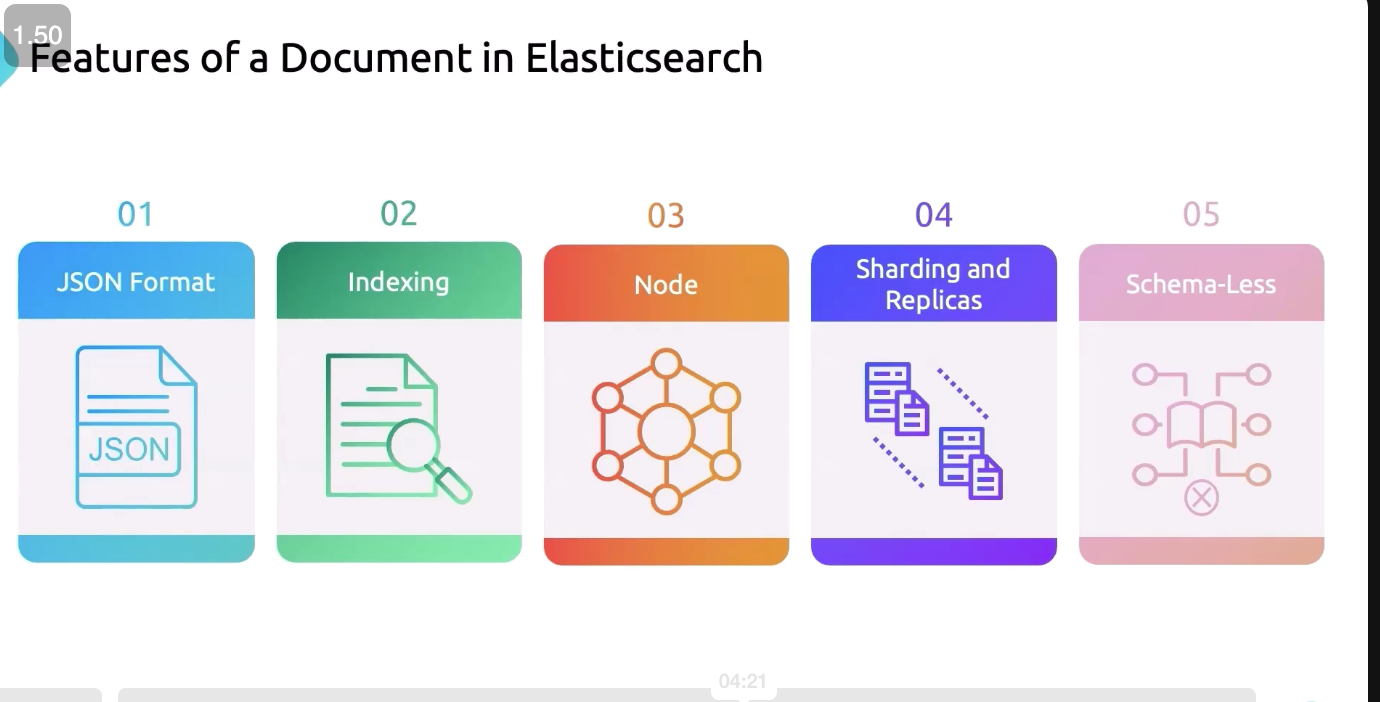 1.50
Features of a Document in Elasticsearch
01
JSON Format
JSON
02
Indexing
03
Node
04
Sharding and
Replicas
05
Schema-Less
04:21